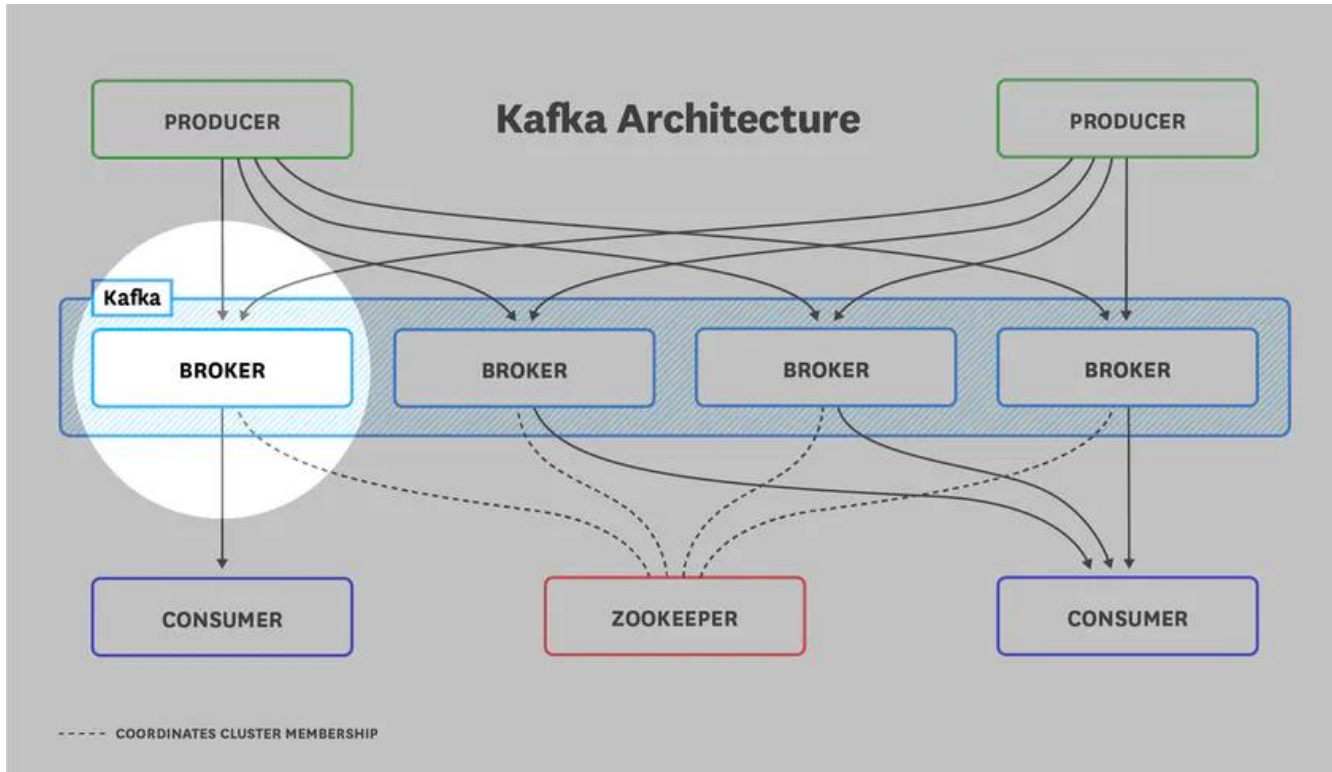 PRODUCER
Kafka Architecture
PRODUCER
Kafka
BROKER
BROKER
BROKER
BROKER
CONSUMER
ZOOKEEPER
CONSUMER
COORDINATES CLUSTER MEMBERSHIP